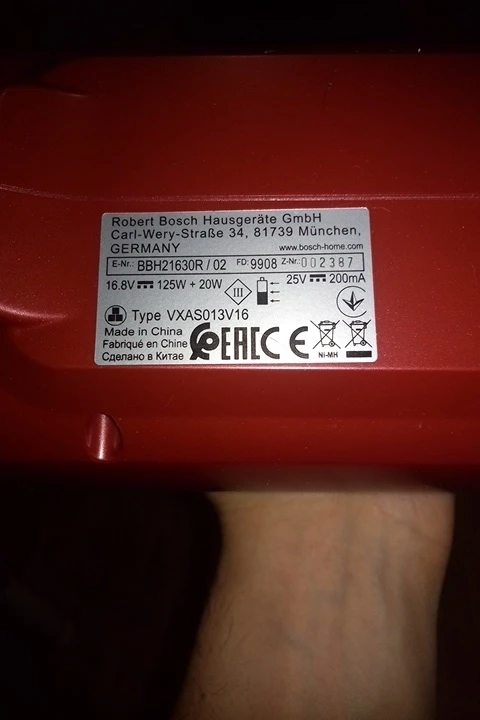 Robert Bosch Hausgeräte GmbH
Carl-Wery-Straße 34, 81739 München,
GERMANY www.bosch-home.com
E-Nr.: BBH21630R / 02 FD: 9908 Z-Nr.: 002387
16.8V 125W + 20W III 25V 200mA
Type VXAS013V16
Made in China
Fabriqué en Chine
Сделано в Китае
EAC CE
Ni-MH